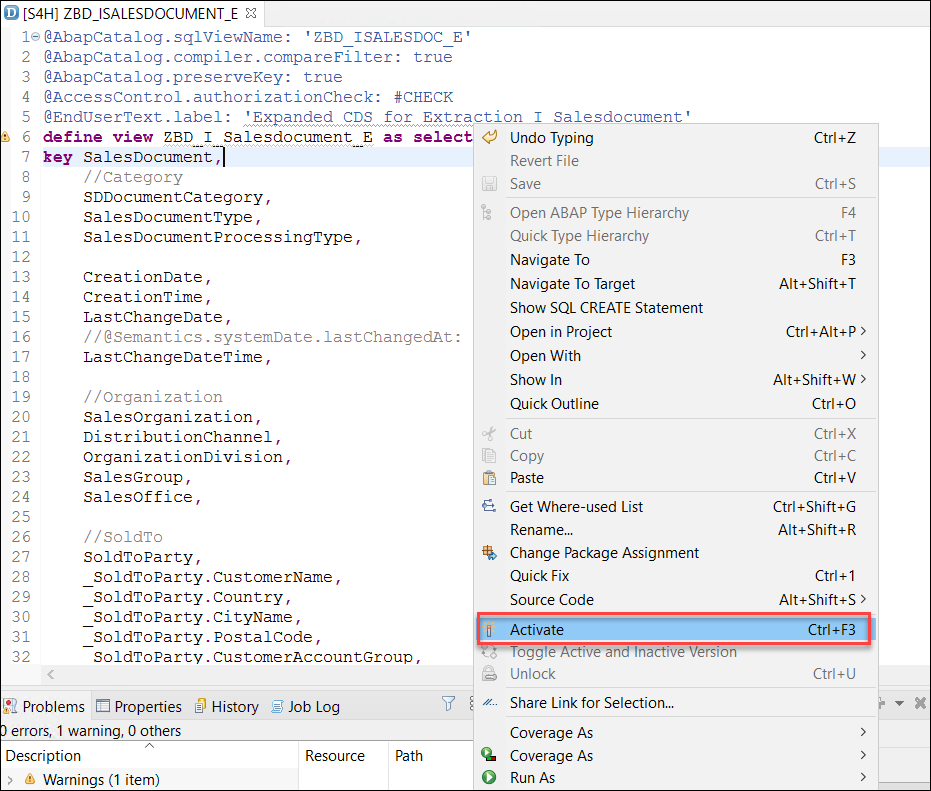 [S4H] ZBD_ISALESDOCUMENT_E
1 @AbapCatalog.sqlViewName: 'ZBD_ISALESDOC_E'
2 @AbapCatalog.compiler.compareFilter: true
3 @AbapCatalog.preserveKey: true
4 @AccessControl.authorizationCheck: #CHECK
5 @EndUserText.label: 'Expanded CDS for Extraction I Salesdocument'
6 define view ZBD_I_Salesdocument_E as select
7 key SalesDocument,
8 //Category
9 SDDocumentCategory,
10 SalesDocumentType,
11 SalesDocumentProcessingType,
12
13 CreationDate,
14 CreationTime,
15 LastChangeDate,
16 //@Semantics.systemDate.lastChangedAt:
17 LastChangeDateTime,
18
19 //Organization
20 SalesOrganization,
21 DistributionChannel,
22 OrganizationDivision,
23 SalesGroup,
24 SalesOffice,
25
26 //SoldTo
27 SoldToParty,
28 _SoldToParty.CustomerName,
29 _SoldToParty.Country,
30 _SoldToParty.CityName,
31 _SoldToParty.PostalCode,
32 _SoldToParty.CustomerAccountGroup,
Undo Typing Ctrl+Z
Revert File
Save Ctrl+S
Open ABAP Type Hierarchy F4
Quick Type Hierarchy Ctrl+T
Navigate To F3
Navigate To Target Alt+Shift+T
Show SQL CREATE Statement
Open in Project Ctrl+Alt+P >
Open With >
Show In Alt+Shift+W >
Quick Outline Ctrl+O
Cut Ctrl+X
Copy Ctrl+C
Paste Ctrl+V
Get Where-used List Ctrl+Shift+G
Rename... Alt+Shift+R
Change Package Assignment
Quick Fix Ctrl+1
Source Code Alt+Shift+S >
Activate Ctrl+F3
Toggle Active and Inactive Version
Unlock Ctrl+U
Share Link for Selection...
Coverage As >
Coverage As >
Run As >
Problems Properties History Job Log
0 errors, 1 warning, 0 others
Description Resource Path
Warnings (1 item)